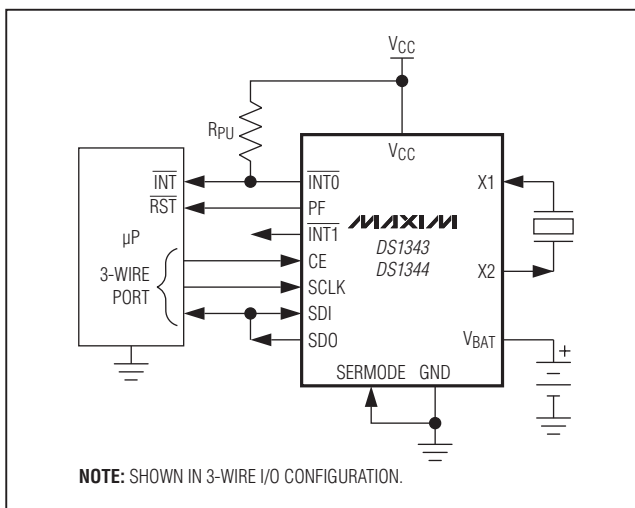 VCC
RPU
VCC
INT
INT0
X1
RST
PF
MAXIM
INT1
DS1343
µP
CE
DS1344
3-WIRE
PORT
SCLK
X2
SDI
SDO
VBAT
+
SERMODE GND
NOTE: SHOWN IN 3-WIRE I/O CONFIGURATION.